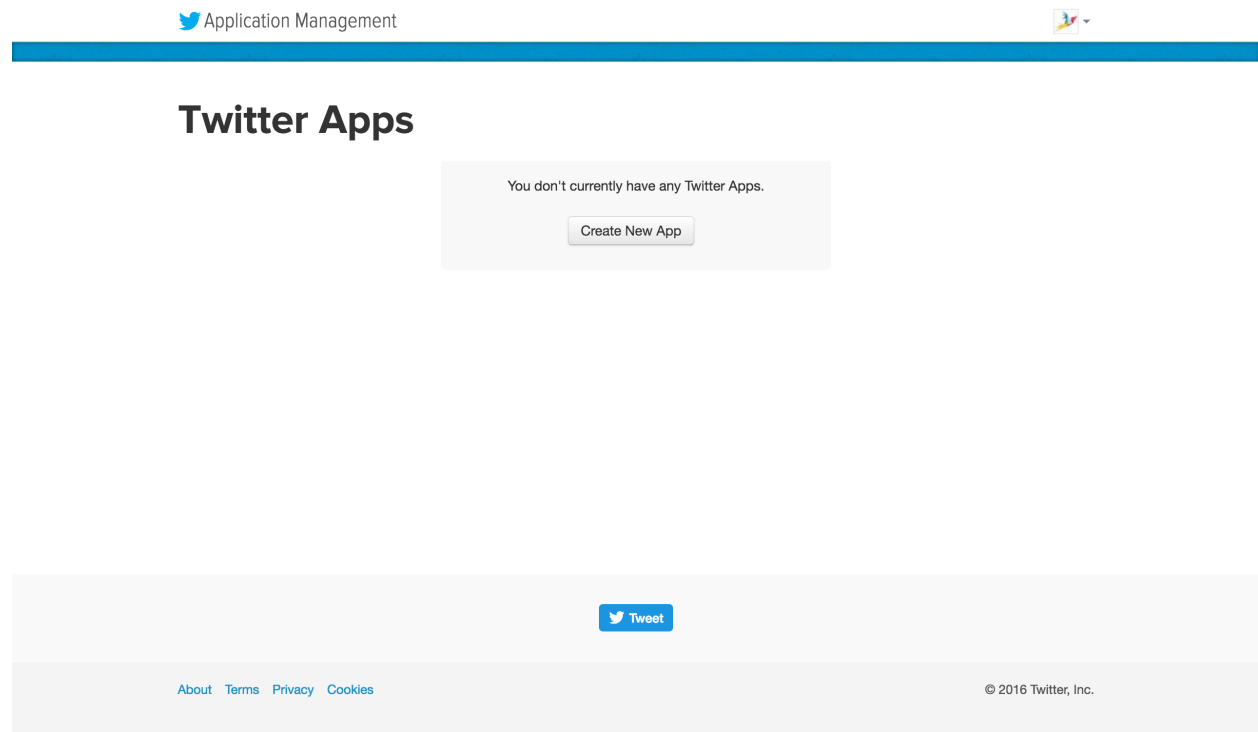 Application Management
Twitter Apps
You don't currently have any Twitter Apps.
Create New App
Tweet
About Terms Privacy Cookies © 2016 Twitter, Inc.